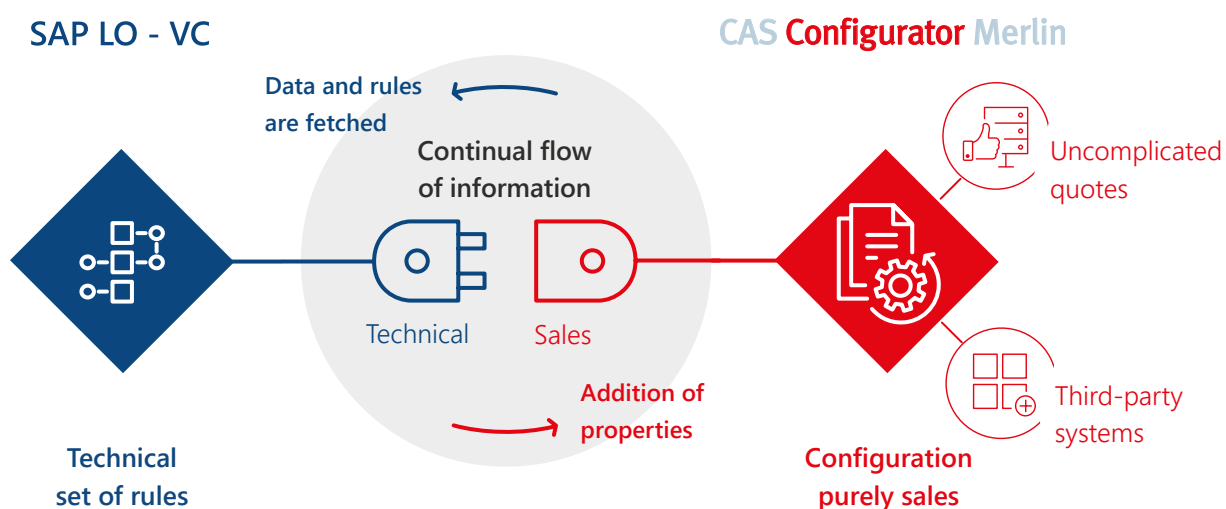 SAP LO - VC
CAS Configurator Merlin
Data and rules
are fetched
Continual flow
of information
Uncomplicated
quotes
Technical
Sales
Addition of
properties
Third-party
systems
Technical
set of rules
Configuration
purely sales